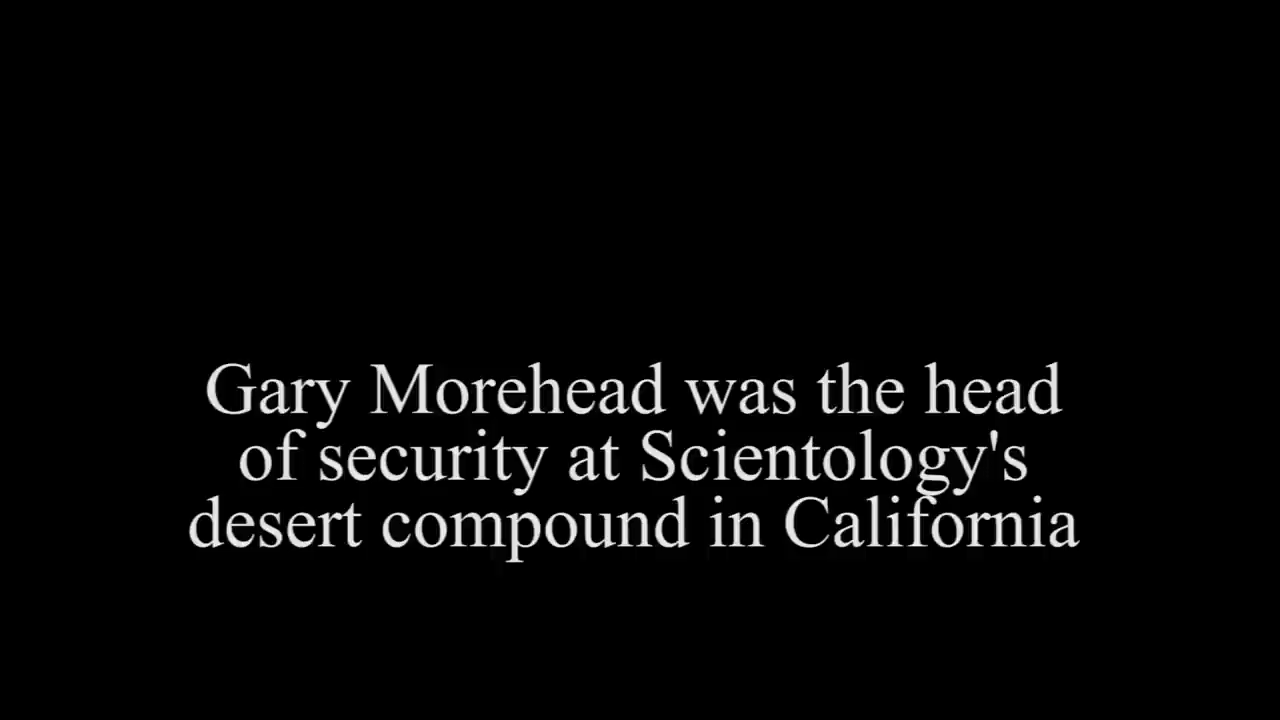 Gary Morehead was the head
of security at Scientology's
desert compound in California